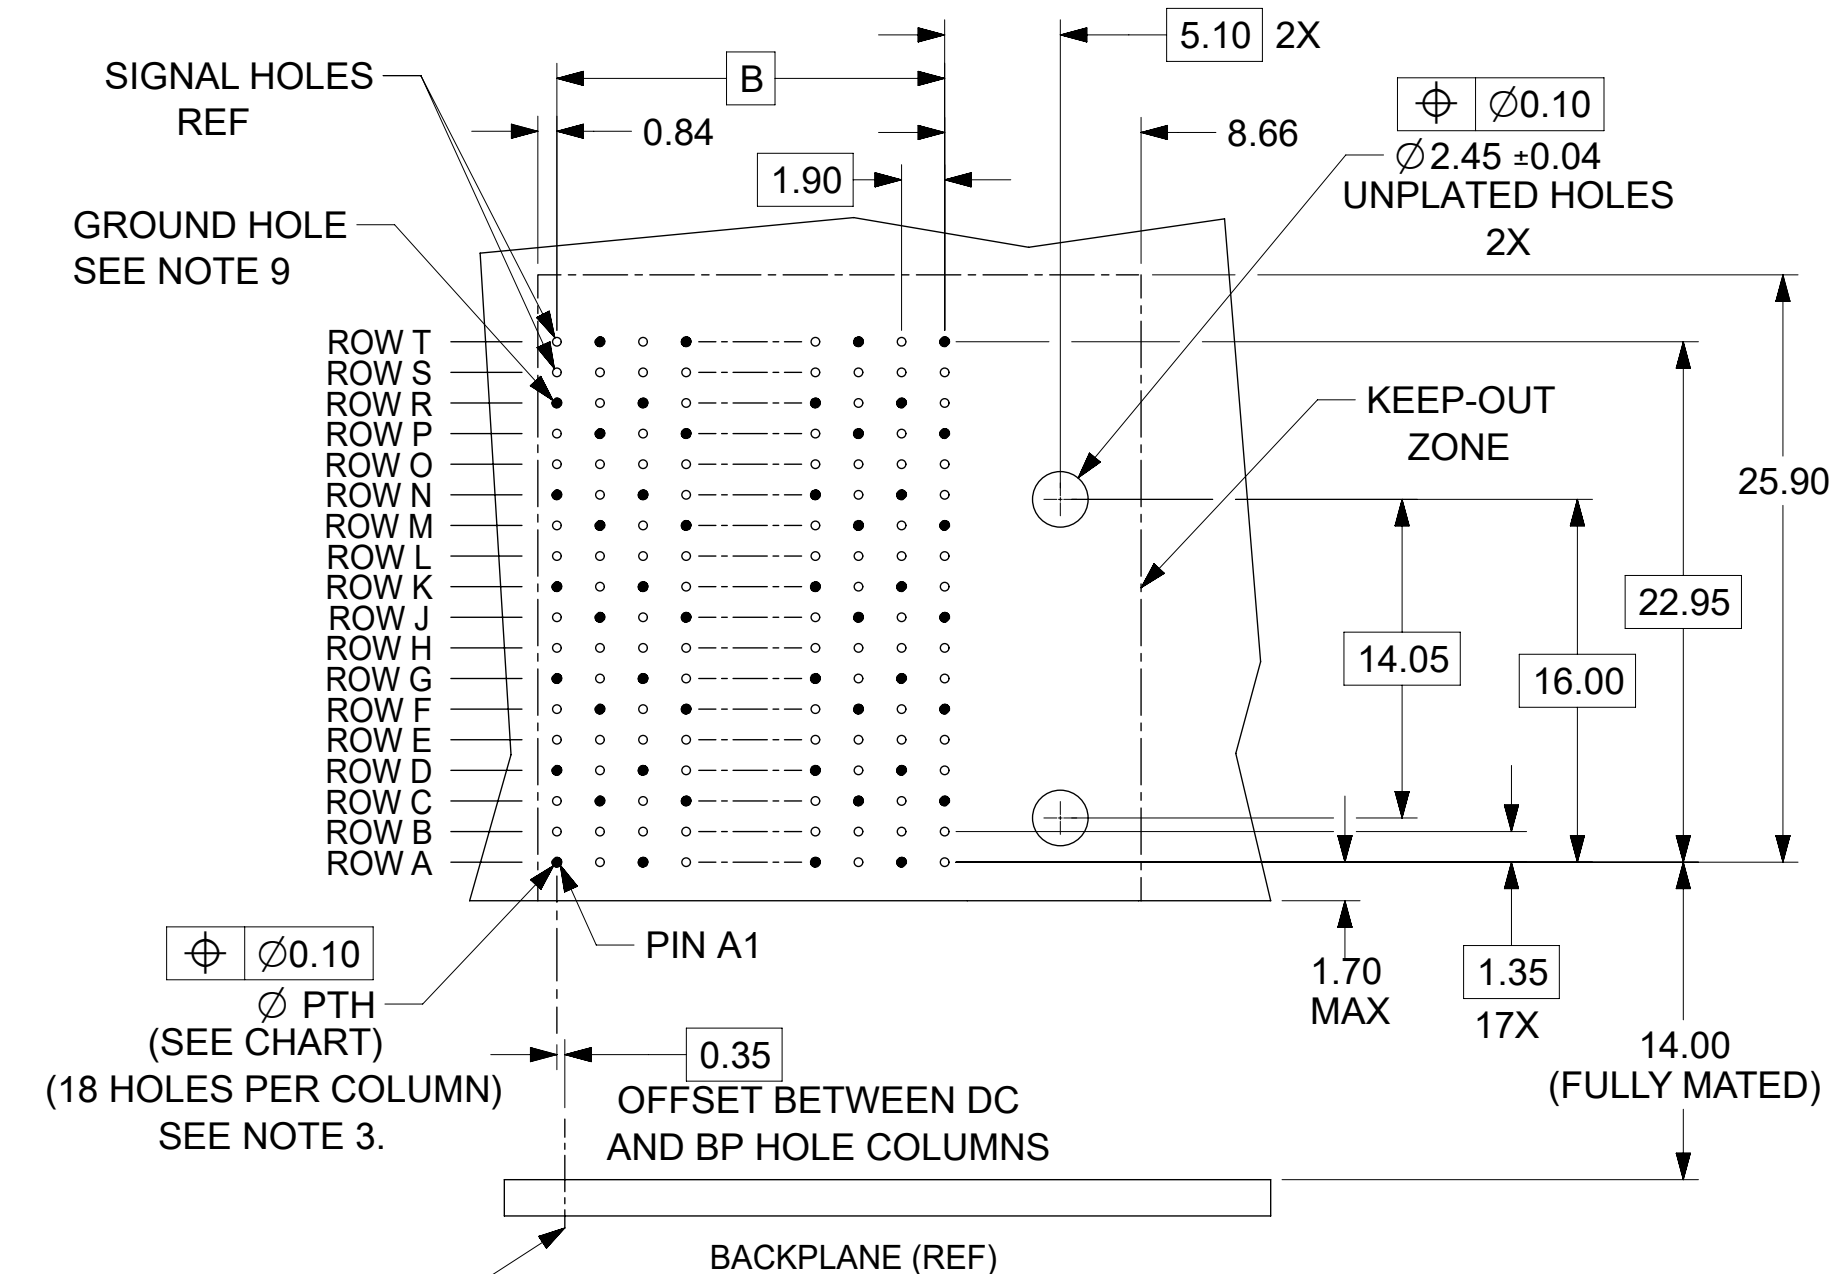 5.10 2X
SIGNAL HOLES
REF
B
⌖ ∅0.10
0.84
8.66
∅2.45 ±0.04
UNPLATED HOLES
2X
1.90
GROUND HOLE
SEE NOTE 9
ROW T
ROW S
ROW R
ROW P
ROW O
ROW N
ROW M
ROW L
ROW K
ROW J
ROW H
ROW G
ROW F
ROW E
ROW D
ROW C
ROW B
ROW A
KEEP-OUT
ZONE
25.90
22.95
14.05
16.00
PIN A1
⌖ ∅0.10
∅ PTH
(SEE CHART)
(18 HOLES PER COLUMN)
SEE NOTE 3.
1.70
MAX
1.35
17X
14.00
(FULLY MATED)
0.35
OFFSET BETWEEN DC
AND BP HOLE COLUMNS
BACKPLANE (REF)